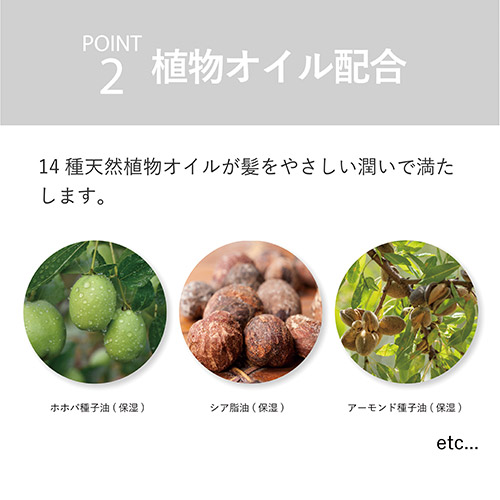 POINT
2 植物オイル配合
14 種天然植物オイルが髪をやさしい潤いで満た
します。
ホホバ種子油 ( 保湿 )
シア脂油 ( 保湿 )
アーモンド種子油 ( 保湿 )
etc...